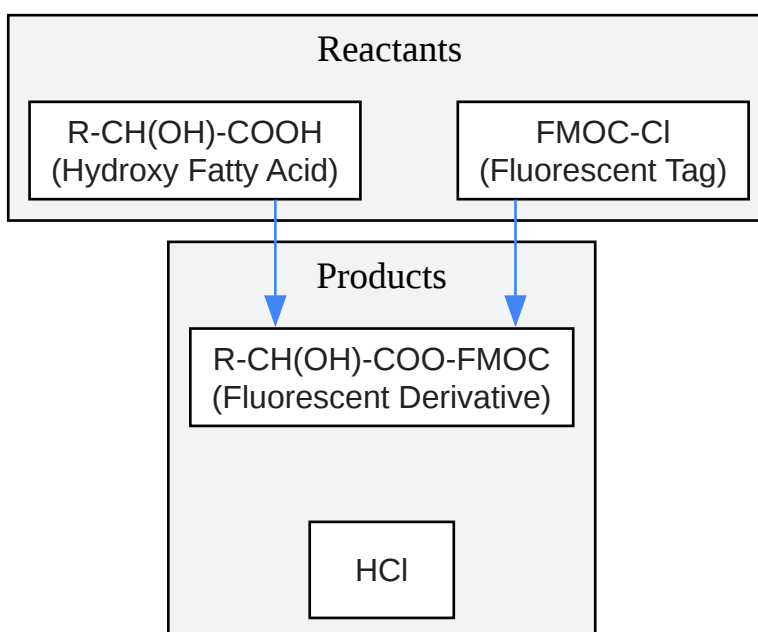 Reactants
R-CH(OH)-COOH
(Hydroxy Fatty Acid)
FMOC-Cl
(Fluorescent Tag)
Products
R-CH(OH)-COO-FMOC
(Fluorescent Derivative)
HCl